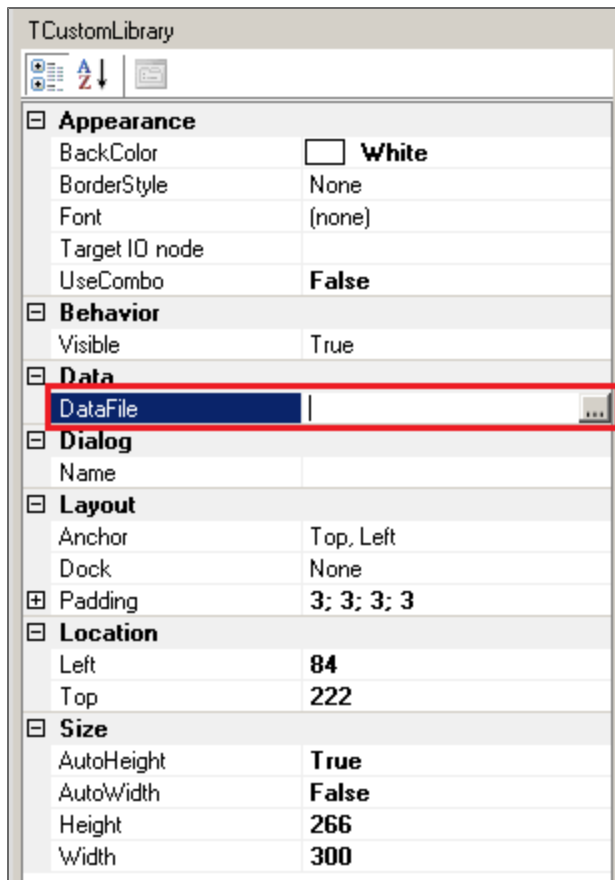 TCustomLibrary
Appearance
BackColor White
BorderStyle None
Font (none)
Target IO node
UseCombo False
Behavior
Visible True
Data
DataFile ...
Dialog
Name
Layout
Anchor Top, Left
Dock None
Padding 3; 3; 3; 3
Location
Left 84
Top 222
Size
AutoHeight True
AutoWidth False
Height 266
Width 300